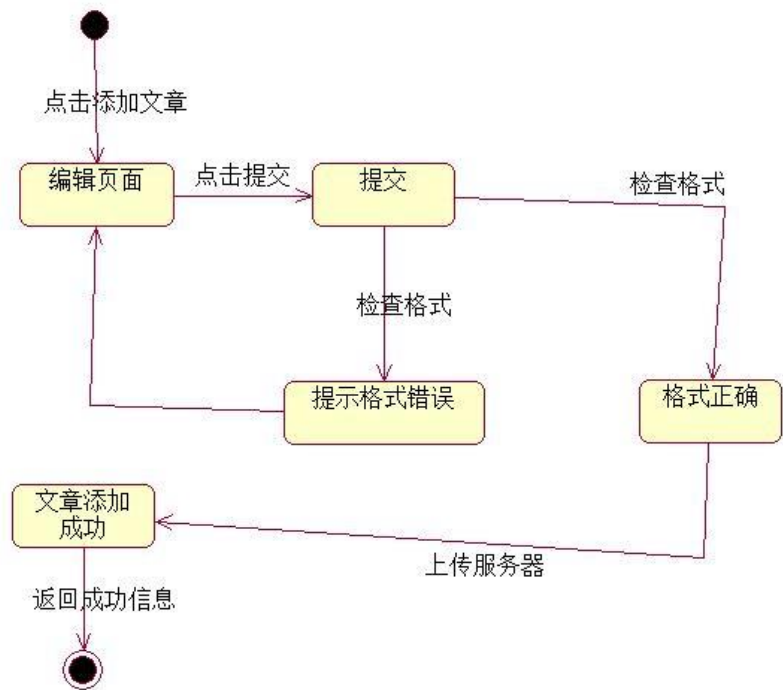 点击添加文章
编辑页面
点击提交
提交
检查格式
检查格式
提示格式错误
格式正确
文章添加
成功
上传服务器
返回成功信息